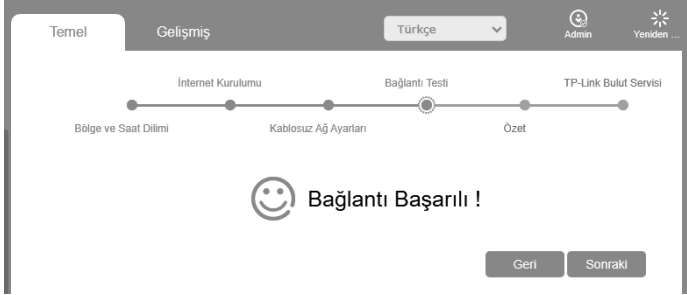 Temel
Gelişmiş
Türkçe
Admin
Yeniden ...
İnternet Kurulumu
Bağlantı Testi
TP-Link Bulut Servisi
Bölge ve Saat Dilimi
Kablosuz Ağ Ayarları
Özet
Bağlantı Başarılı !
Geri
Sonraki